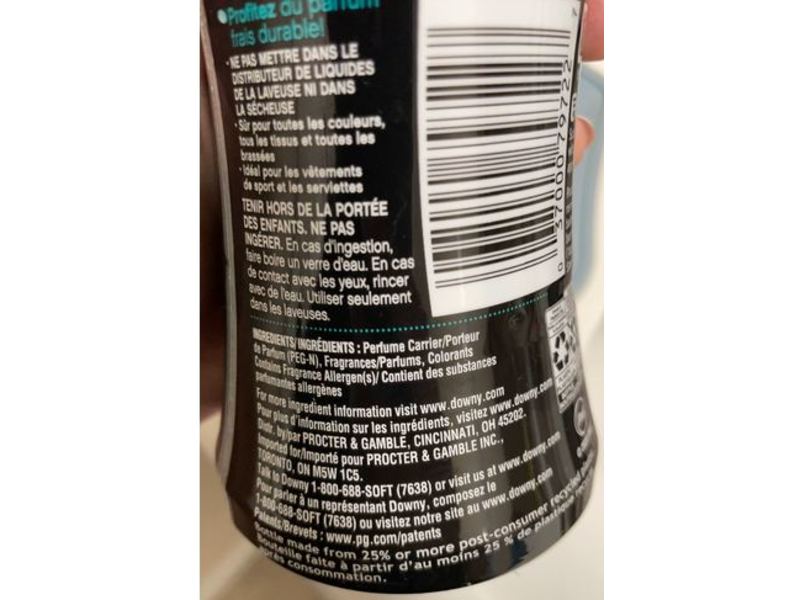 •Profitez du parfum
frais durable!
• NE PAS METTRE DANS LE
DISTRIBUTEUR DE LIQUIDES
DE LA LAVEUSE NI DANS
LA SÉCHEUSE
• Sûr pour toutes les couleurs,
tous les tissus et toutes les
brassées
• Idéal pour les vêtements
de sport et les serviettes
TENIR HORS DE LA PORTÉE
DES ENFANTS. NE PAS
INGÉRER. En cas d'ingestion,
faire boire un verre d'eau. En cas
de contact avec les yeux, rincer
avec de l'eau. Utiliser seulement
dans les laveuses.
0 37000 79722 7
INGREDIENTS/INGRÉDIENTS : Perfume Carrier/Porteur
de Parfum (PEG-N), Fragrances/Parfums, Colorants
Contains Fragrance Allergen(s)/ Contient des substances
parfumantes allergènes
For more ingredient information visit www.downy.com
Pour plus d'information sur les ingrédients, visitez www.downy.com
Distr. by/par PROCTER & GAMBLE, CINCINNATI, OH 45202.
Imported for/Importé pour PROCTER & GAMBLE INC.,
TORONTO, ON M5W 1C5.
Talk to Downy 1-800-688-SOFT (7638) or visit us at www.downy.com
Pour parler à un représentant Downy, composez le
1-800-688-SOFT (7638) ou visitez notre site au www.downy.com
Patents/Brevets : www.pg.com/patents
Bottle made from 25% or more post-consumer recycled
Bouteille faite à partir d'au moins 25 % de plastique
après consommation.